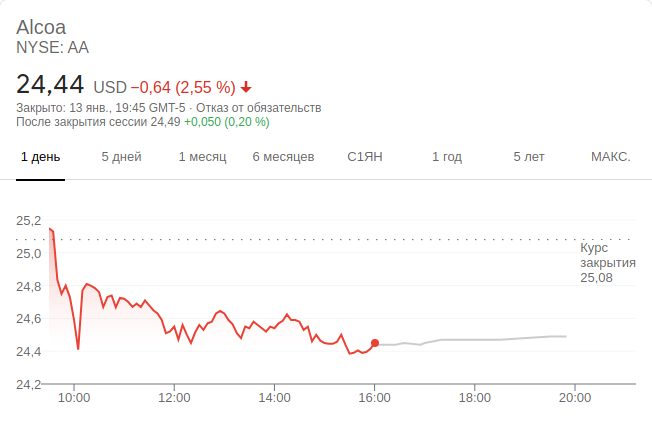 Alcoa
NYSE: AA
24,44 USD −0,64 (2,55 %)
Закрыто: 13 янв., 19:45 GMT-5 · Отказ от обязательств
После закрытия сессии 24,49 +0,050 (0,20 %)
1 день 5 дней 1 месяц 6 месяцев С1ЯН 1 год 5 лет МАКС.
25,2
25,0
24,8
24,6
24,4
24,2
Курс
закрытия
25,08
10:00 12:00 14:00 16:00 18:00 20:00